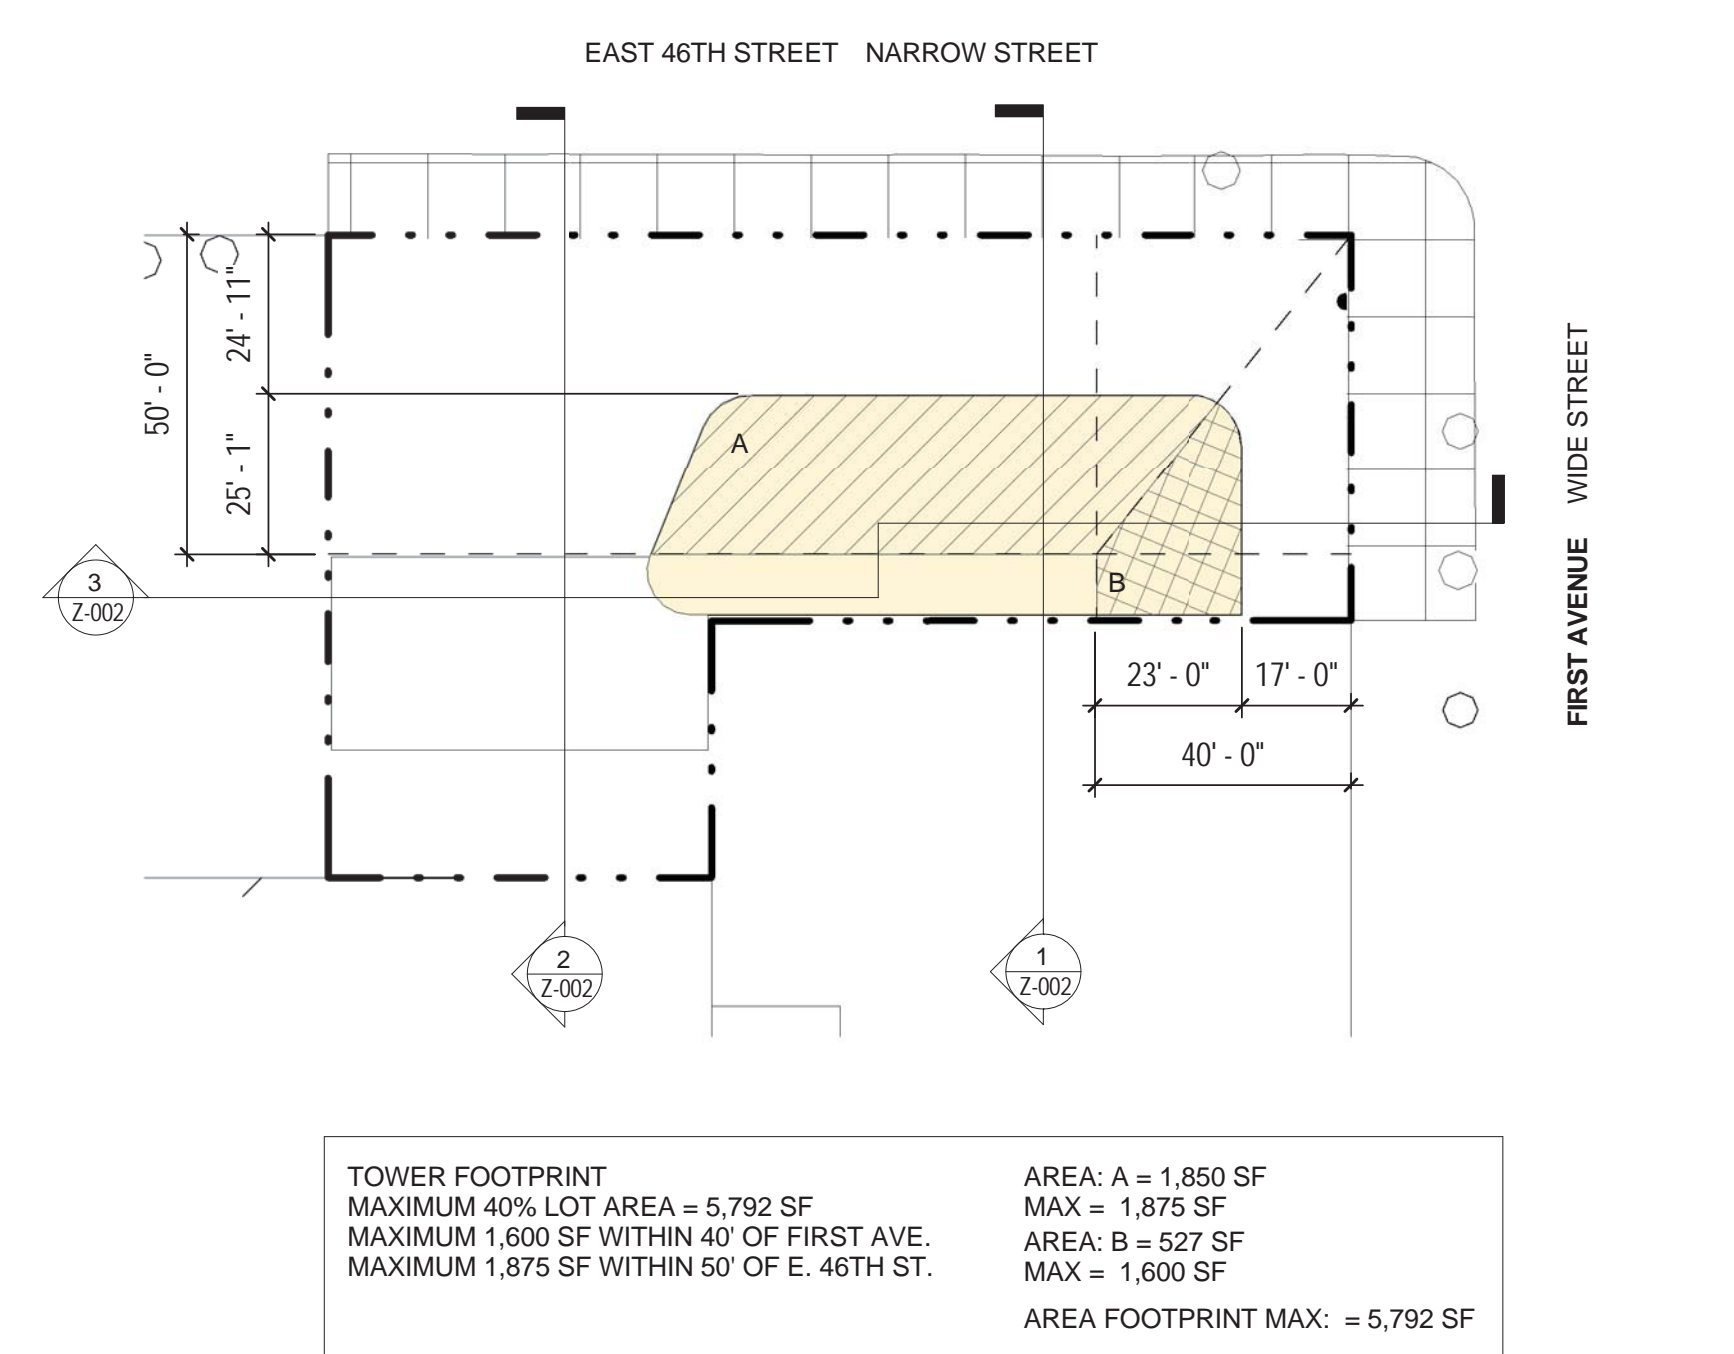 EAST 46TH STREET NARROW STREET
50' - 0"
24' - 11"
25' - 1"
A
B
FIRST AVENUE WIDE STREET
3
Z-002
23' - 0"
17' - 0"
40' - 0"
2
Z-002
1
Z-002
TOWER FOOTPRINT
MAXIMUM 40% LOT AREA = 5,792 SF
MAXIMUM 1,600 SF WITHIN 40' OF FIRST AVE.
MAXIMUM 1,875 SF WITHIN 50' OF E. 46TH ST.
AREA: A = 1,850 SF
MAX = 1,875 SF
AREA: B = 527 SF
MAX = 1,600 SF
AREA FOOTPRINT MAX: = 5,792 SF